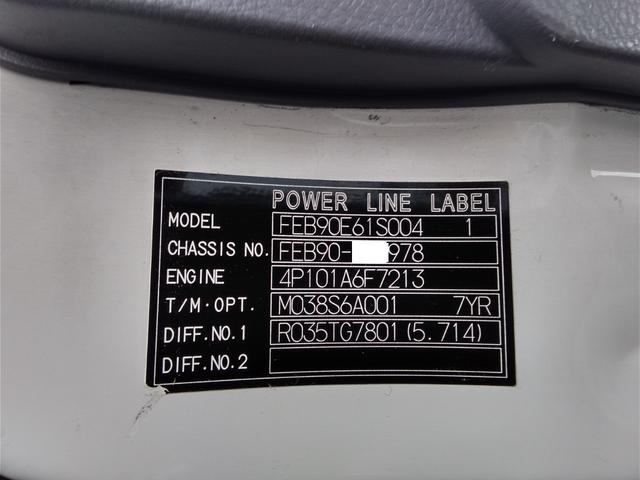 POWER LINE LABEL
MODEL FEB90E61S004 1
CHASSIS NO. FEB90- 978
ENGINE 4P101A6F7213
T/M·OPT. M038S6A001 7YR
DIFF.NO.1 R035TG7801(5.714)
DIFF.NO.2